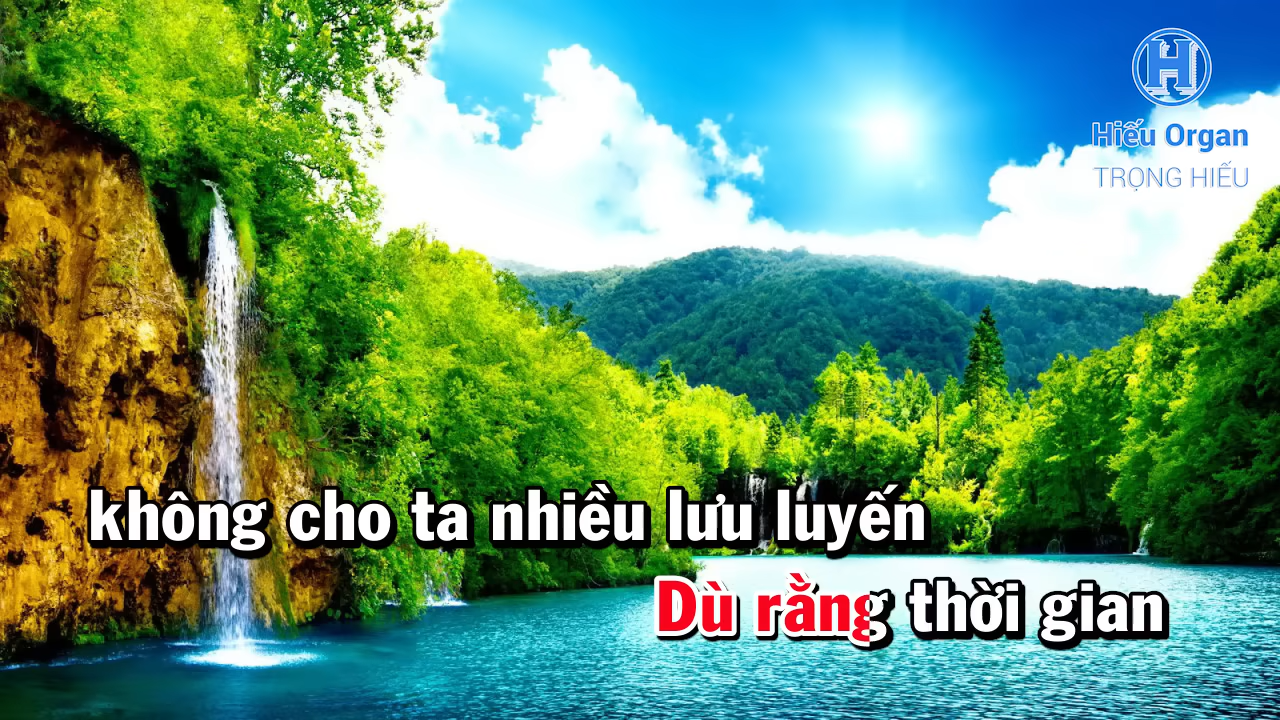 H
Hiếu Organ
TRỌNG HIẾU
không cho ta nhiều lưu luyến
Dù rằng thời gian